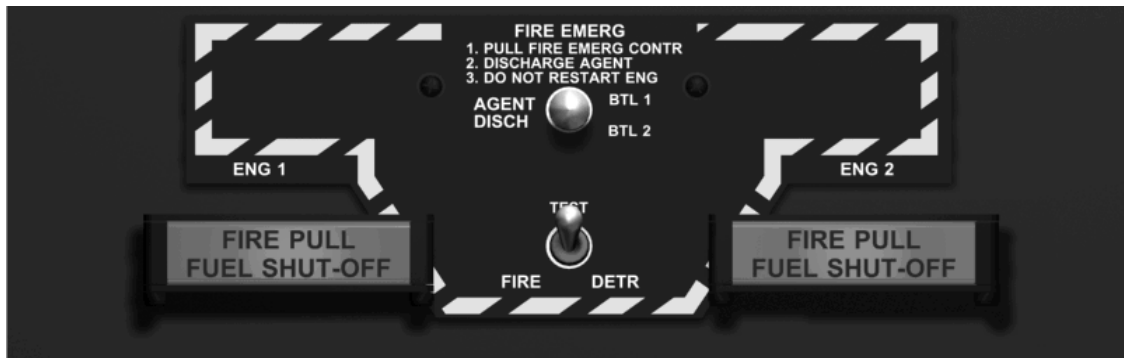 FIRE EMERG
1. PULL FIRE EMERG CONTR
2. DISCHARGE AGENT
3. DO NOT RESTART ENG
AGENT
DISCH
BTL 1
BTL 2
ENG 1
ENG 2
TEST
FIRE PULL
FUEL SHUT-OFF
FIRE PULL
FUEL SHUT-OFF
FIRE
DETR